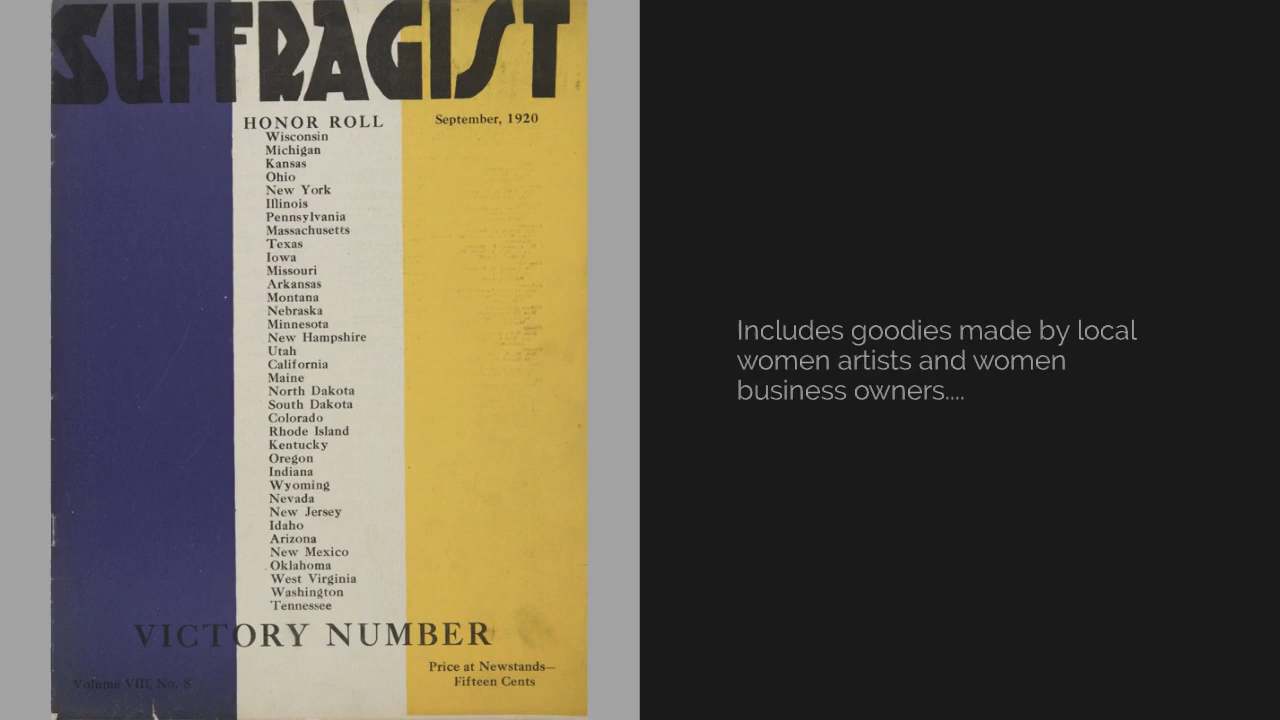 SUFFRAGIST
HONOR ROLL
September, 1920
Wisconsin
Michigan
Kansas
Ohio
New York
Illinois
Pennsylvania
Massachusetts
Texas
Iowa
Missouri
Arkansas
Montana
Nebraska
Minnesota
New Hampshire
Utah
California
Maine
North Dakota
South Dakota
Colorado
Rhode Island
Kentucky
Oregon
Indiana
Wyoming
Nevada
New Jersey
Idaho
Arizona
New Mexico
Oklahoma
West Virginia
Washington
Tennessee
VICTORY NUMBER
Volume VIII, No. 8
Price at Newstands—
Fifteen Cents
Includes goodies made by local
women artists and women
business owners....